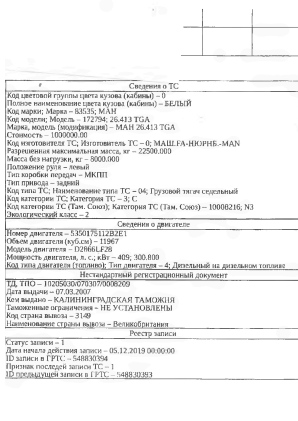 Сведения о ТС
Код цветовой группы цвета кузова (кабины) – 0
Полное наименование цвета кузова (кабины) – БЕЛЫЙ
Код марки; Марка – 83535; МАН
Код модели; Модель – 172794; 26.413 TGA
Марка, модель (модификация) – МАН 26.413 TGA
Стоимость – 1000000.00
Код изготовителя ТС; Изготовитель ТС – 0; МАШ.FA-НЮРНБ.-MAN
Разрешенная максимальная масса, кг – 22500.000
Масса без нагрузки, кг – 8000.000
Положение руля – левый
Тип коробки передач – МКПП
Тип привода – задний
Код типа ТС; Наименование типа ТС – 04; Грузовой тягач седельный
Код категории ТС; Категория ТС – 3; C
Код категории ТС (Там. Союз); Категория ТС (Там. Союз) – 10008216; N3
Экологический класс – 2
Сведения о двигателе
Номер двигателя – 5350175112B2E1
Объем двигателя (куб.см) – 11967
Модель двигателя – D2866LF28
Мощность двигателя, л. с.; кВт – 409; 300.800
Код типа двигателя (топливо); Тип двигателя – 4; Дизельный на дизельном топливе
Нестандартный регистрационный документ
ТД, ТПО – 10205030/070307/0008209
Дата выдачи – 07.03.2007
Кем выдано – КАЛИНИНГРАДСКАЯ ТАМОЖНЯ
Таможенные ограничения – НЕ УСТАНОВЛЕНЫ
Код страна вывоза – 3149
Наименование страны вывоза – Великобритания
Реестр записи
Статус записи – 1
Дата начала действия записи – 05.12.2019 00:00:00
ID записи в ГРТС – 548830394
Признак последней записи ТС – 1
ID предыдущей записи в ГРТС – 548830393